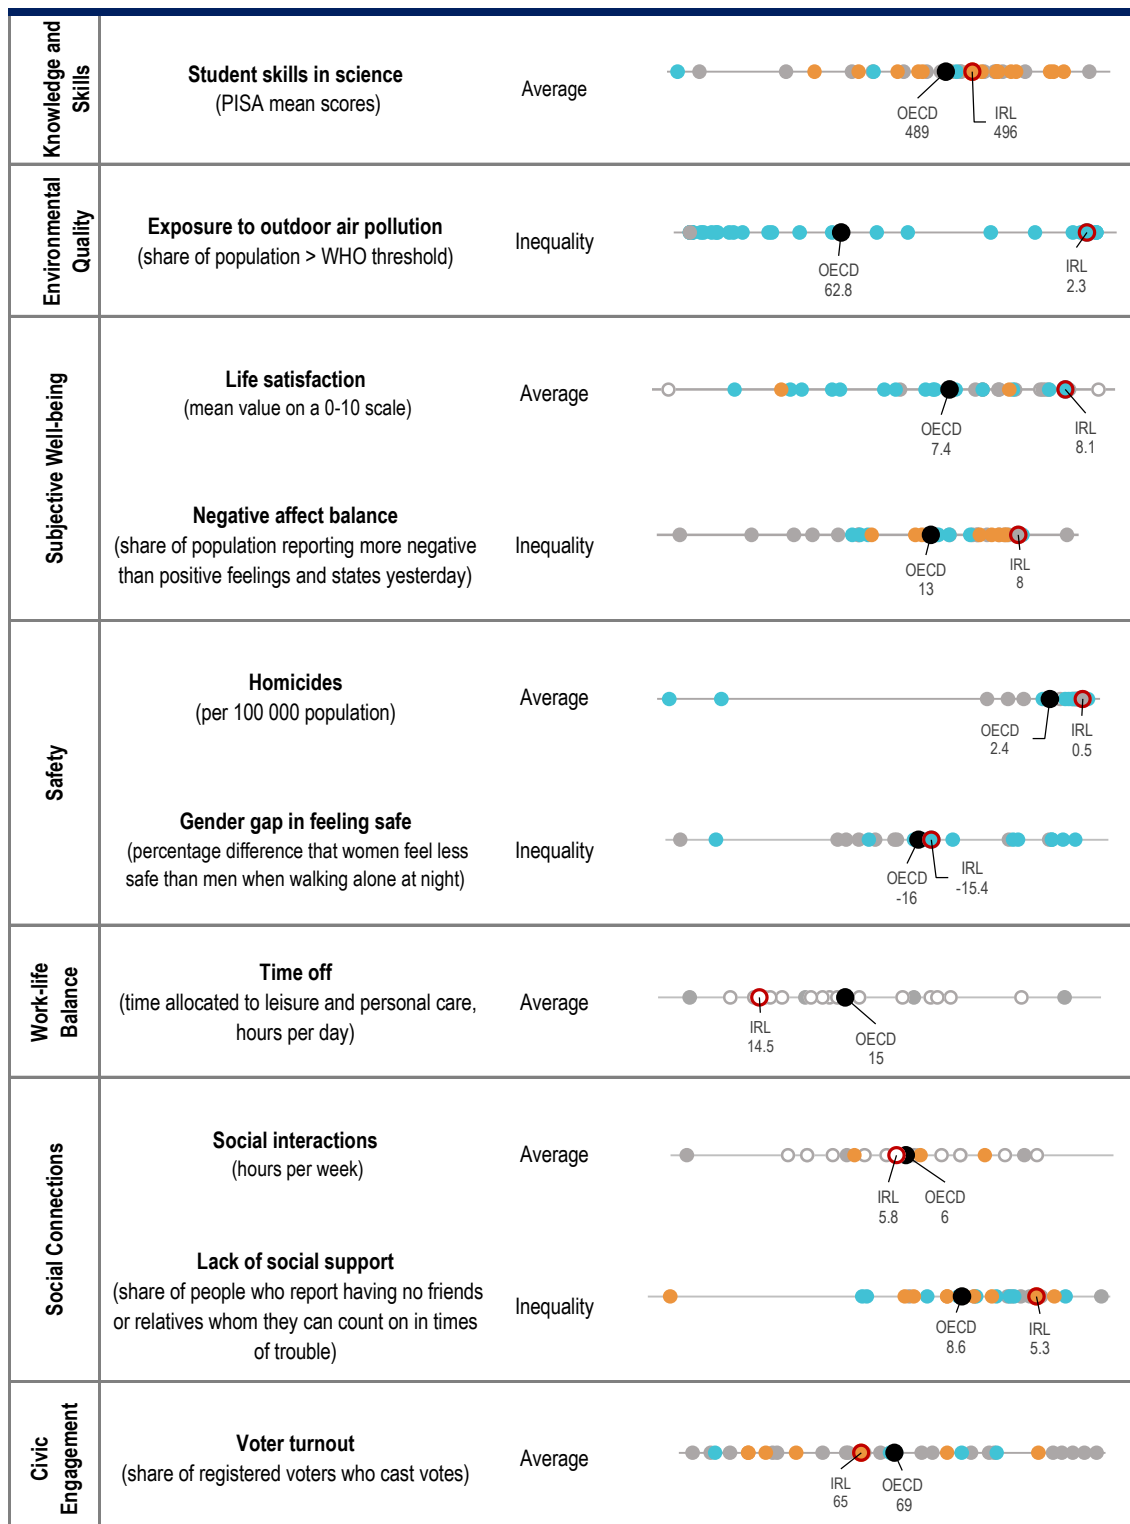 Knowledge and
Skills
Student skills in science
(PISA mean scores)
Average
OECD
489
IRL
496
Environmental
Quality
Exposure to outdoor air pollution
(share of population > WHO threshold)
Inequality
OECD
62.8
IRL
2.3
Subjective Well-being
Life satisfaction
(mean value on a 0-10 scale)
Average
OECD
7.4
IRL
8.1
Negative affect balance
(share of population reporting more negative
than positive feelings and states yesterday)
Inequality
OECD
13
IRL
8
Safety
Homicides
(per 100 000 population)
Average
OECD
2.4
IRL
0.5
Gender gap in feeling safe
(percentage difference that women feel less
safe than men when walking alone at night)
Inequality
OECD
-16
IRL
-15.4
Work-life
Balance
Time off
(time allocated to leisure and personal care,
hours per day)
Average
IRL
14.5
OECD
15
Social Connections
Social interactions
(hours per week)
Average
IRL
5.8
OECD
6
Lack of social support
(share of people who report having no friends
or relatives whom they can count on in times
of trouble)
Inequality
OECD
8.6
IRL
5.3
Civic
Engagement
Voter turnout
(share of registered voters who cast votes)
Average
IRL
65
OECD
69